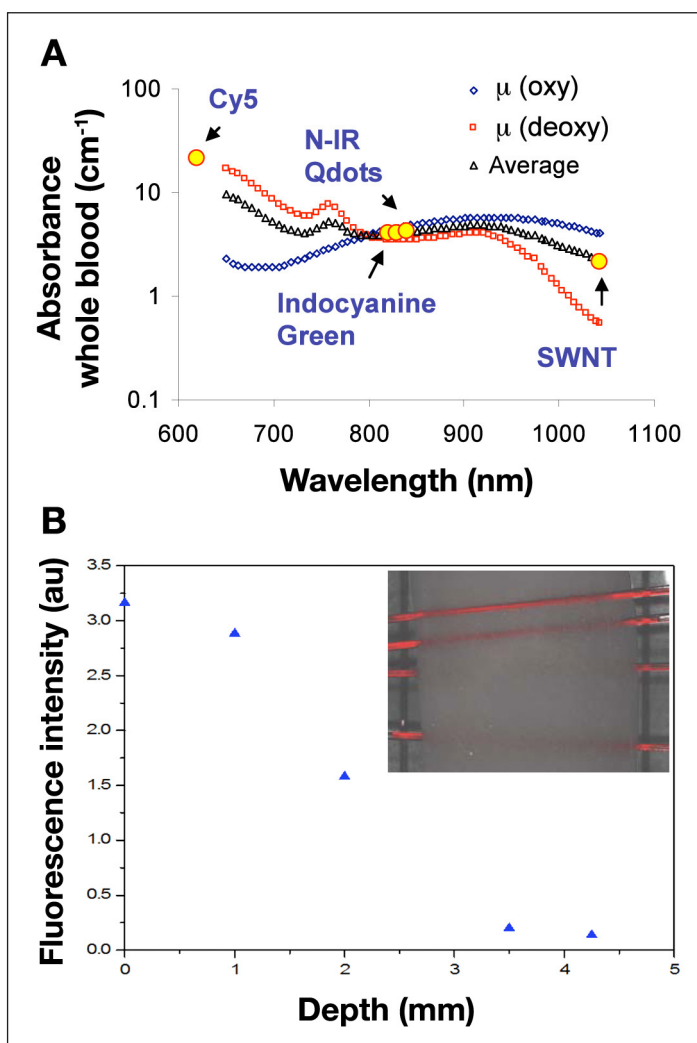 A
Absorbance
whole blood (cm⁻¹)
100
10
1
0.1
600 700 800 900 1000 1100
Wavelength (nm)
Cy5
N-IR
Qdots
Indocyanine
Green
SWNT
μ (oxy)
μ (deoxy)
Average
B
Fluorescence intensity (au)
3.5
3.0
2.5
2.0
1.5
1.0
0.5
0.0
0 1 2 3 4 5
Depth (mm)